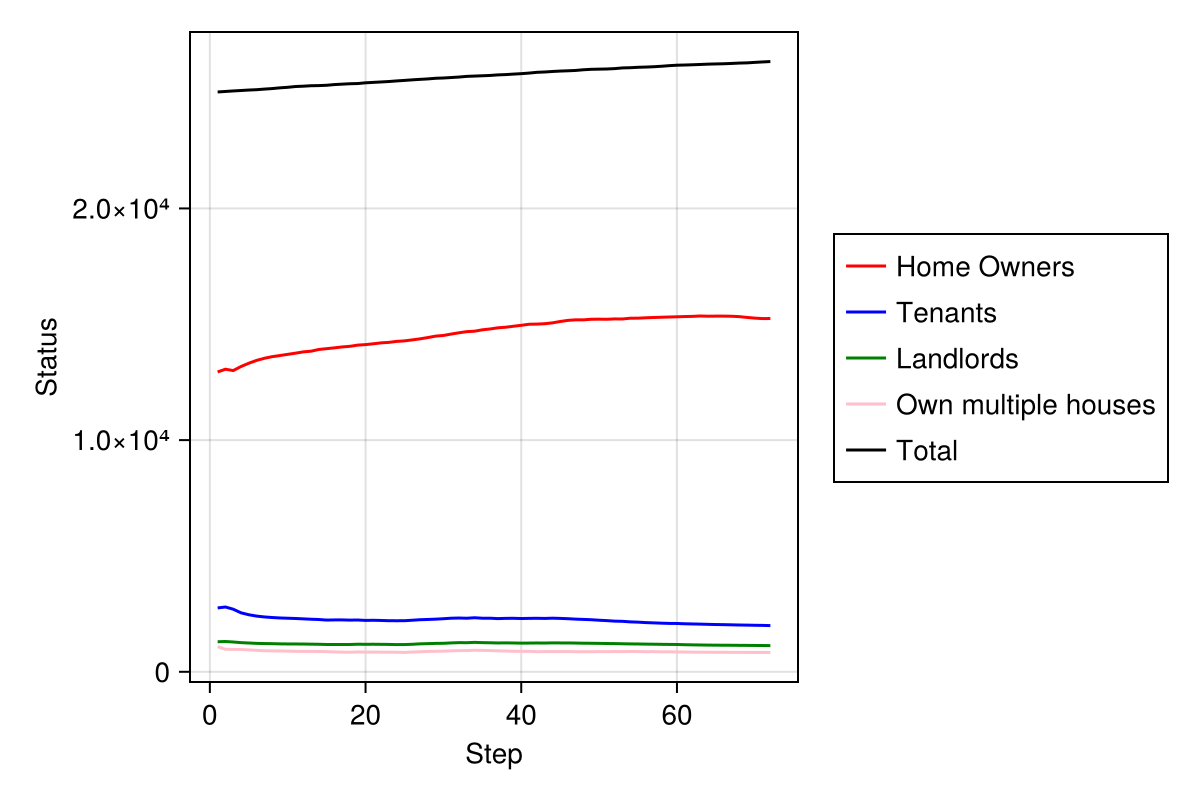 Status
2.0×10⁴
1.0×10⁴
0
0 20 40 60
Step
Home Owners
Tenants
Landlords
Own multiple houses
Total